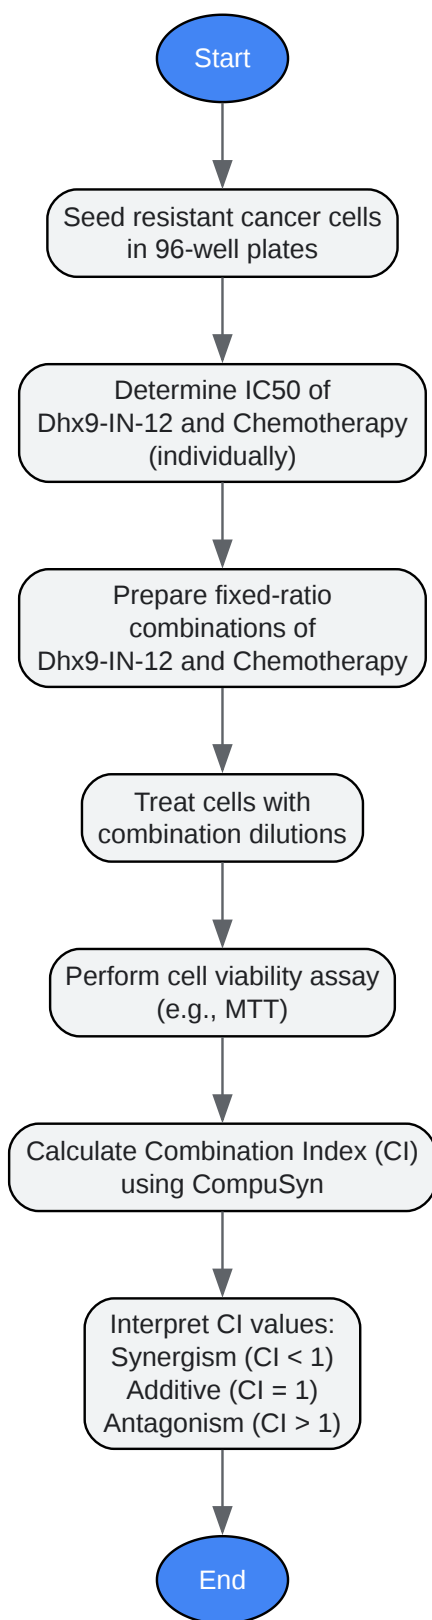 Start
Seed resistant cancer cells
in 96-well plates
Determine IC50 of
Dhx9-IN-12 and Chemotherapy
(individually)
Prepare fixed-ratio
combinations of
Dhx9-IN-12 and Chemotherapy
Treat cells with
combination dilutions
Perform cell viability assay
(e.g., MTT)
Calculate Combination Index (CI)
using CompuSyn
Interpret CI values:
Synergism (CI < 1)
Additive (CI = 1)
Antagonism (CI > 1)
End